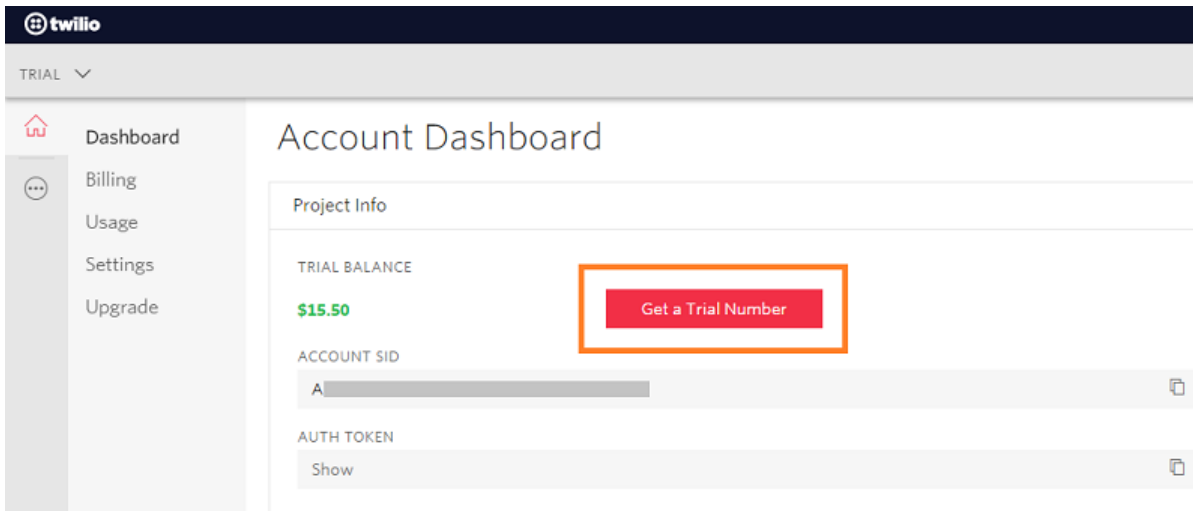 twilio
TRIAL
Dashboard
Billing
Usage
Settings
Upgrade
Account Dashboard
Project Info
TRIAL BALANCE
$15.50
Get a Trial Number
ACCOUNT SID
A
AUTH TOKEN
Show